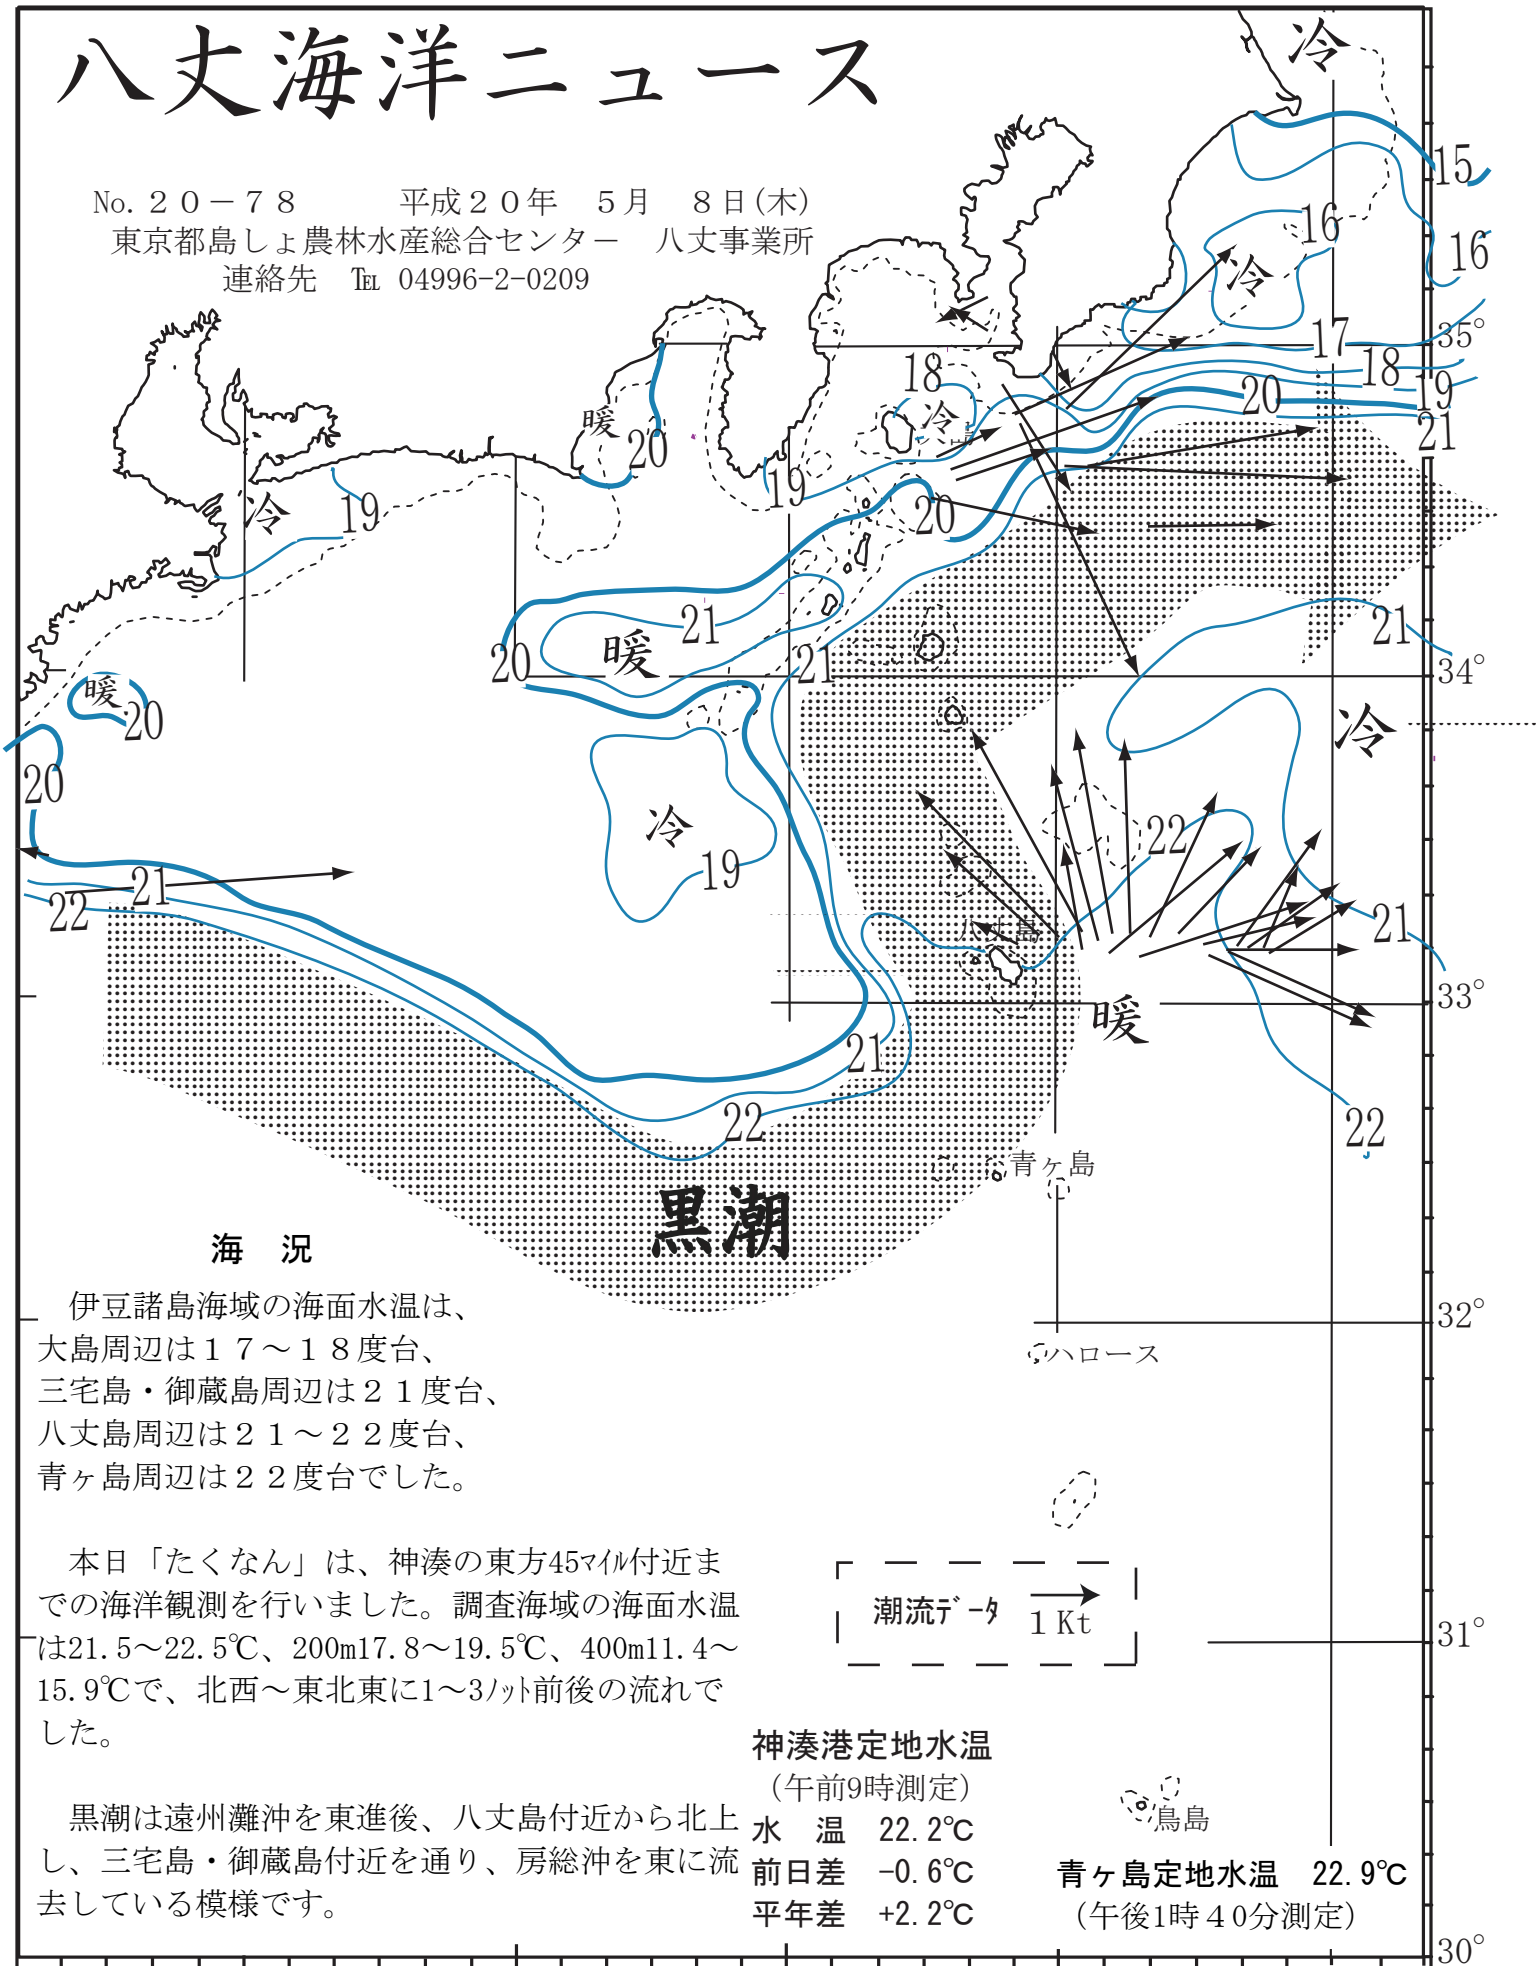 八丈海洋ニュース
No.２０－７８　　平成２０年　５月　８日(木)
東京都島しょ農林水産総合センター　八丈事業所
連絡先　℡ 04996-2-0209
冷
15
16
冷
16
35°
17
18
19
20
21
18
冷
大島
暖
20
19
冷
19
20
21
暖
20
21
21
34°
暖
20
冷
20
冷
19
22
21
22
21
八丈島
33°
暖
21
22
22
青ヶ島
黒潮
海　況
伊豆諸島海域の海面水温は、
大島周辺は１７～１８度台、
三宅島・御蔵島周辺は２１度台、
八丈島周辺は２１～２２度台、
青ヶ島周辺は２２度台でした。
32°
ハロース
本日「たくなん」は、神湊の東方45ﾏｲﾙ付近ま
での海洋観測を行いました。調査海域の海面水温
は21.5～22.5℃、200m17.8～19.5℃、400m11.4～
15.9℃で、北西～東北東に1～3ﾉｯﾄ前後の流れで
した。
潮流ﾃﾞｰﾀ
１Kt
31°
黒潮は遠州灘沖を東進後、八丈島付近から北上
し、三宅島・御蔵島付近を通り、房総沖を東に流
去している模様です。
神湊港定地水温
（午前9時測定）
水　温　22.2℃
前日差　-0.6℃
平年差　+2.2℃
鳥島
青ヶ島定地水温　22.9℃
（午後1時４0分測定）
30°